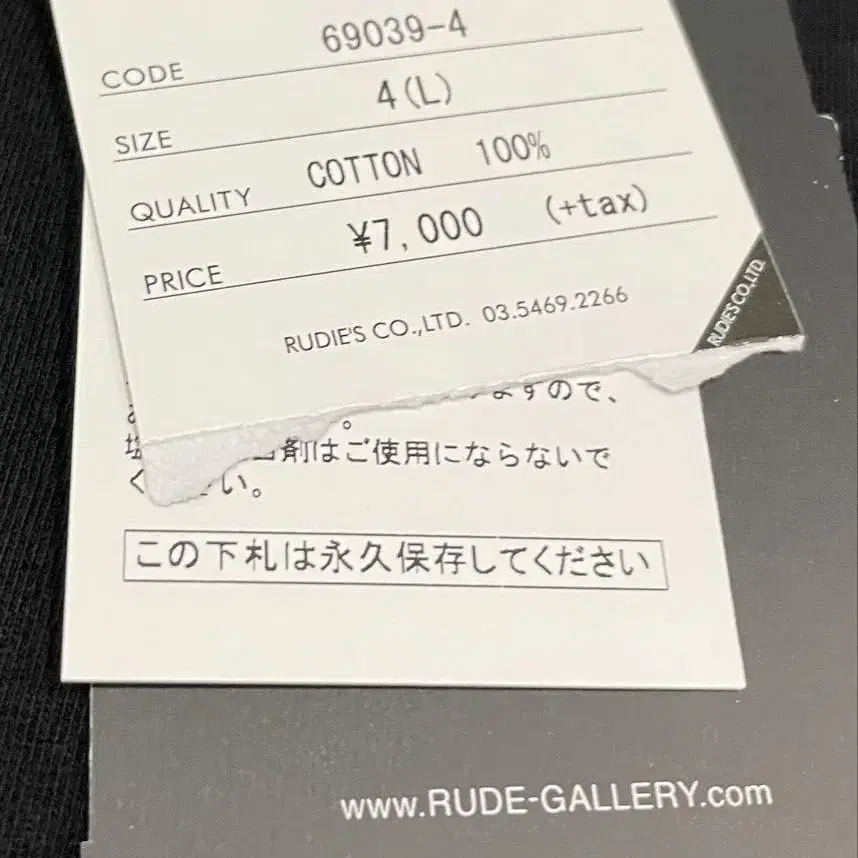 CODE 69039-4
SIZE 4(L)
QUALITY COTTON 100%
PRICE ¥7,000 (+tax)
RUDIE'S CO.,LTD. 03.5469.2266
RUDIE'S CO.,LTD.
ますので、
剤はご使用にならないで
い。
この下札は永久保存してください
www.RUDE-GALLERY.com